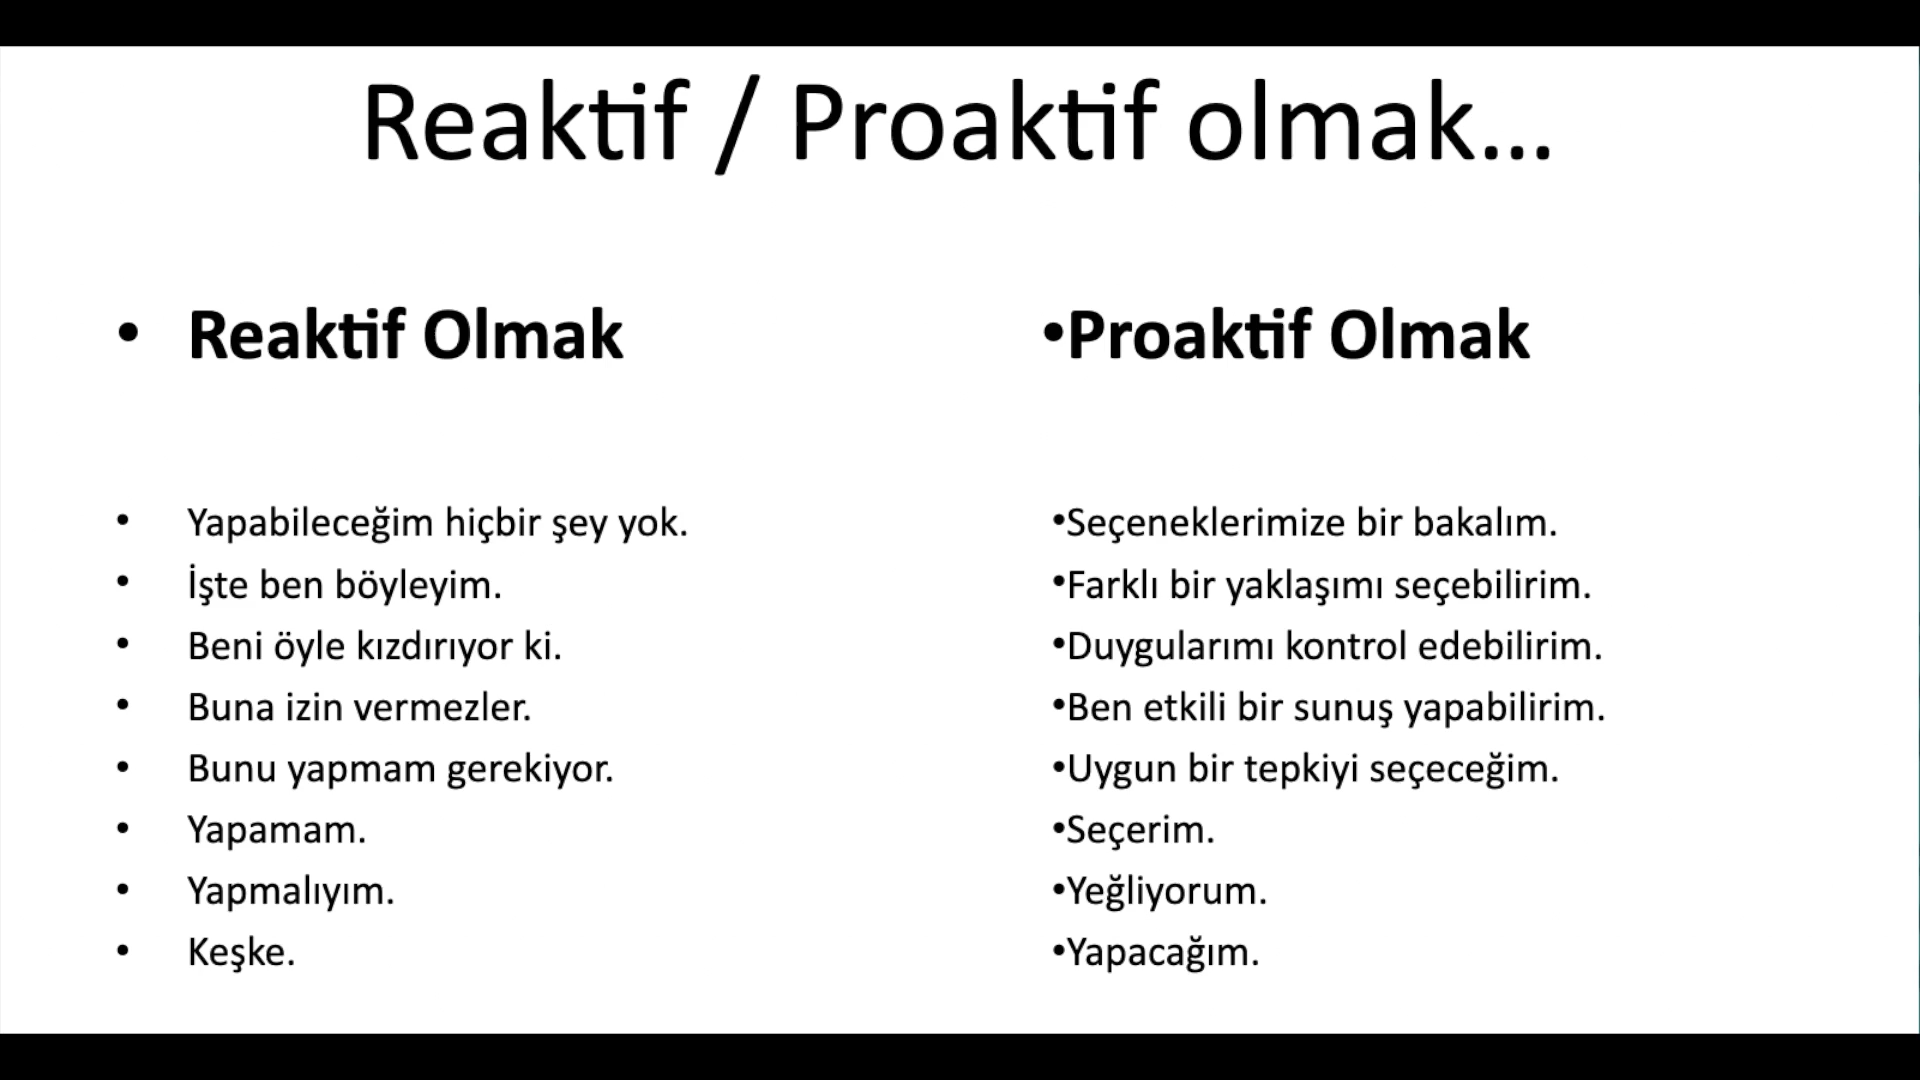 Reaktif / Proaktif olmak...
• Reaktif Olmak
• Yapabileceğim hiçbir şey yok.
• İşte ben böyleyim.
• Beni öyle kızdırıyor ki.
• Buna izin vermezler.
• Bunu yapmam gerekiyor.
• Yapamam.
• Yapmalıyım.
• Keşke.
•Proaktif Olmak
•Seçeneklerimize bir bakalım.
•Farklı bir yaklaşımı seçebilirim.
•Duygularımı kontrol edebilirim.
•Ben etkili bir sunuş yapabilirim.
•Uygun bir tepkiyi seçeceğim.
•Seçerim.
•Yeğliyorum.
•Yapacağım.